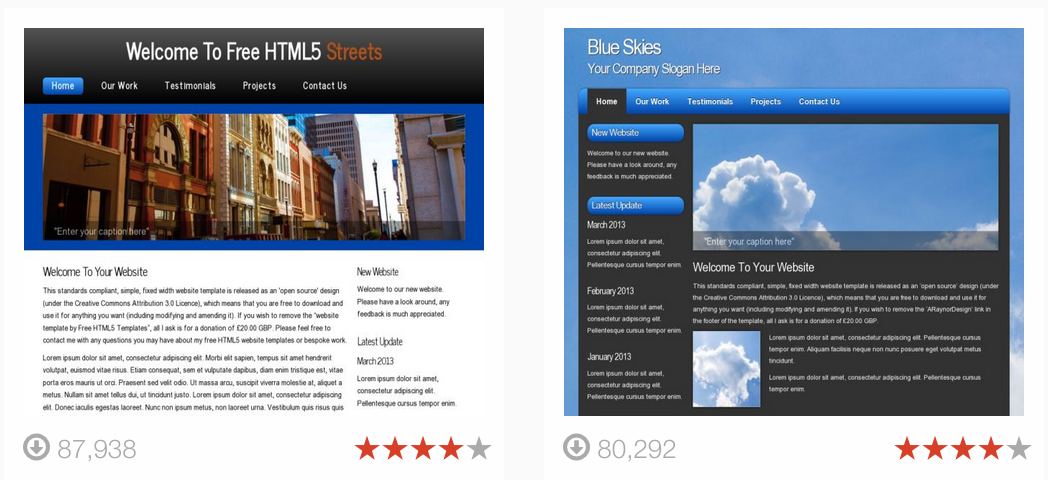 Welcome To Free HTML5 Streets
Home Our Work Testimonials Projects Contact Us
"Enter your caption here"
Welcome To Your Website
This standards compliant, simple, fixed width website template is released as an 'open source' design
(under the Creative Commons Attribution 3.0 Licence), which means that you are free to download and
use it for anything you want (including modifying and amending it). If you wish to remove the "website
template by Free HTML5 Templates", all I ask is for a donation of £20.00 GBP. Please feel free to
contact me with any questions you may have about my free HTML5 website templates or bespoke work.
Lorem ipsum dolor sit amet, consectetur adipiscing elit. Morbi elit sapien, tempus sit amet hendrerit
volutpat, euismod vitae risus. Etiam consequat, sem et vulputate dapibus, diam enim tristique est, vitae
porta eros mauris ut orci. Praesent sed velit odio. Ut massa arcu, suscipit viverra molestie at, aliquet a
metus. Nullam sit amet tellus dui, ut tincidunt justo. Lorem ipsum dolor sit amet, consectetur adipiscing
elit. Donec iaculis egestas laoreet. Nunc non ipsum metus, non laoreet urna. Vestibulum quis risus quis
New Website
Welcome to our new website.
Please have a look around, any
feedback is much appreciated.
Latest Update
March 2013
Lorem ipsum dolor sit amet,
consectetur adipiscing elit.
Pellentesque cursus tempor enim.
87,938
Blue Skies
Your Company Slogan Here
Home Our Work Testimonials Projects Contact Us
New Website
Welcome to our new website.
Please have a look around, any
feedback is much appreciated.
Latest Update
March 2013
Lorem ipsum dolor sit amet,
consectetur adipiscing elit.
Pellentesque cursus tempor enim.
February 2013
Lorem ipsum dolor sit amet,
consectetur adipiscing elit.
Pellentesque cursus tempor enim.
January 2013
Lorem ipsum dolor sit amet,
consectetur adipiscing elit.
Pellentesque cursus tempor enim.
"Enter your caption here"
Welcome To Your Website
This standards compliant, simple, fixed width website template is released as an 'open source' design (under
the Creative Commons Attribution 3.0 Licence), which means that you are free to download and use it for
anything you want (including modifying and amending it). If you wish to remove the 'ARaynorDesign' link in
the footer of the template, all I ask is for a donation of £20.00 GBP.
Lorem ipsum dolor sit amet, consectetur adipiscing elit. Pellentesque cursus
tempor enim. Aliquam facilisis neque non nunc posuere eget volutpat metus
tincidunt.
Lorem ipsum dolor sit amet, consectetur adipiscing elit. Pellentesque cursus
tempor enim.
80,292